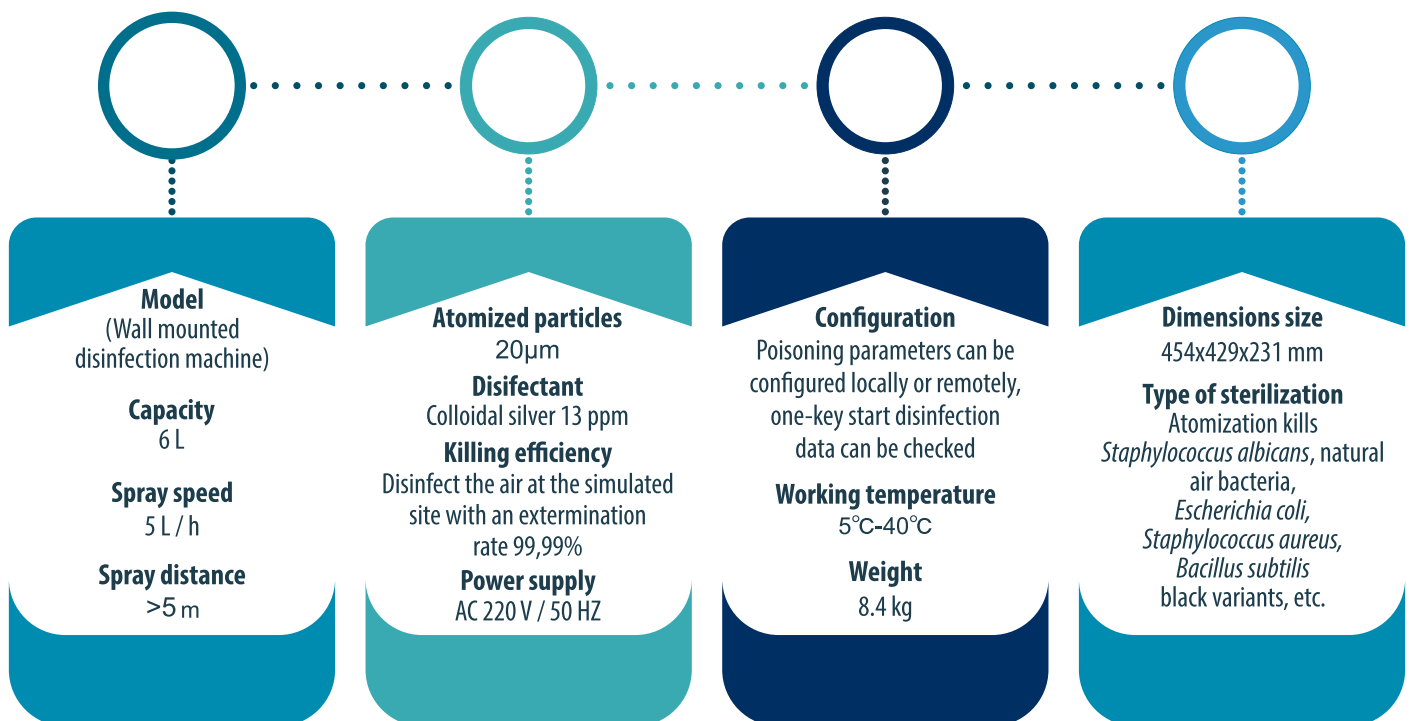 Model
(Wall mounted
disinfection machine)
Capacity
6 L
Spray speed
5 L / h
Spray distance
>5 m
Atomized particles
20μm
Disifectant
Colloidal silver 13 ppm
Killing efficiency
Disinfect the air at the simulated
site with an extermination
rate 99,99%
Power supply
AC 220 V / 50 HZ
Configuration
Poisoning parameters can be
configured locally or remotely,
one-key start disinfection
data can be checked
Working temperature
5℃-40℃
Weight
8.4 kg
Dimensions size
454x429x231 mm
Type of sterilization
Atomization kills
Staphylococcus albicans, natural
air bacteria,
Escherichia coli,
Staphylococcus aureus,
Bacillus subtilis
black variants, etc.